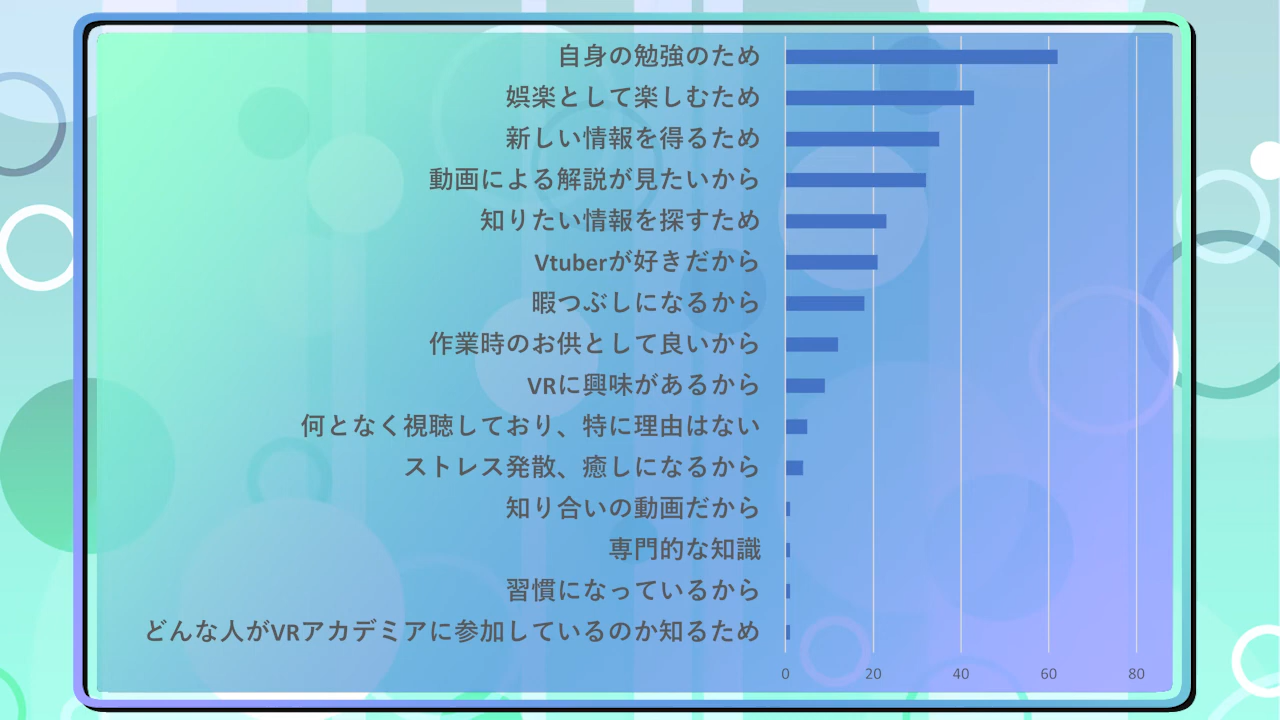 自身の勉強のため
娯楽として楽しむため
新しい情報を得るため
動画による解説が見たいから
知りたい情報を探すため
Vtuberが好きだから
暇つぶしになるから
作業時のお供として良いから
VRに興味があるから
何となく視聴しており、特に理由はない
ストレス発散、癒しになるから
知り合いの動画だから
専門的な知識
習慣になっているから
どんな人がVRアカデミアに参加しているのか知るため
0 20 40 60 80